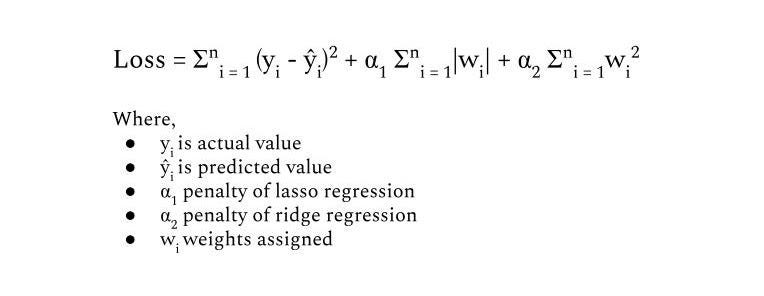 Loss = Σⁿᵢ ₌ ₁ (yᵢ - ŷᵢ)² + α₁ Σⁿᵢ ₌ ₁|wᵢ| + α₂ Σⁿᵢ ₌ ₁wᵢ²
Where,
● yᵢ is actual value
● ŷᵢ is predicted value
● α₁ penalty of lasso regression
● α₂ penalty of ridge regression
● wᵢ weights assigned